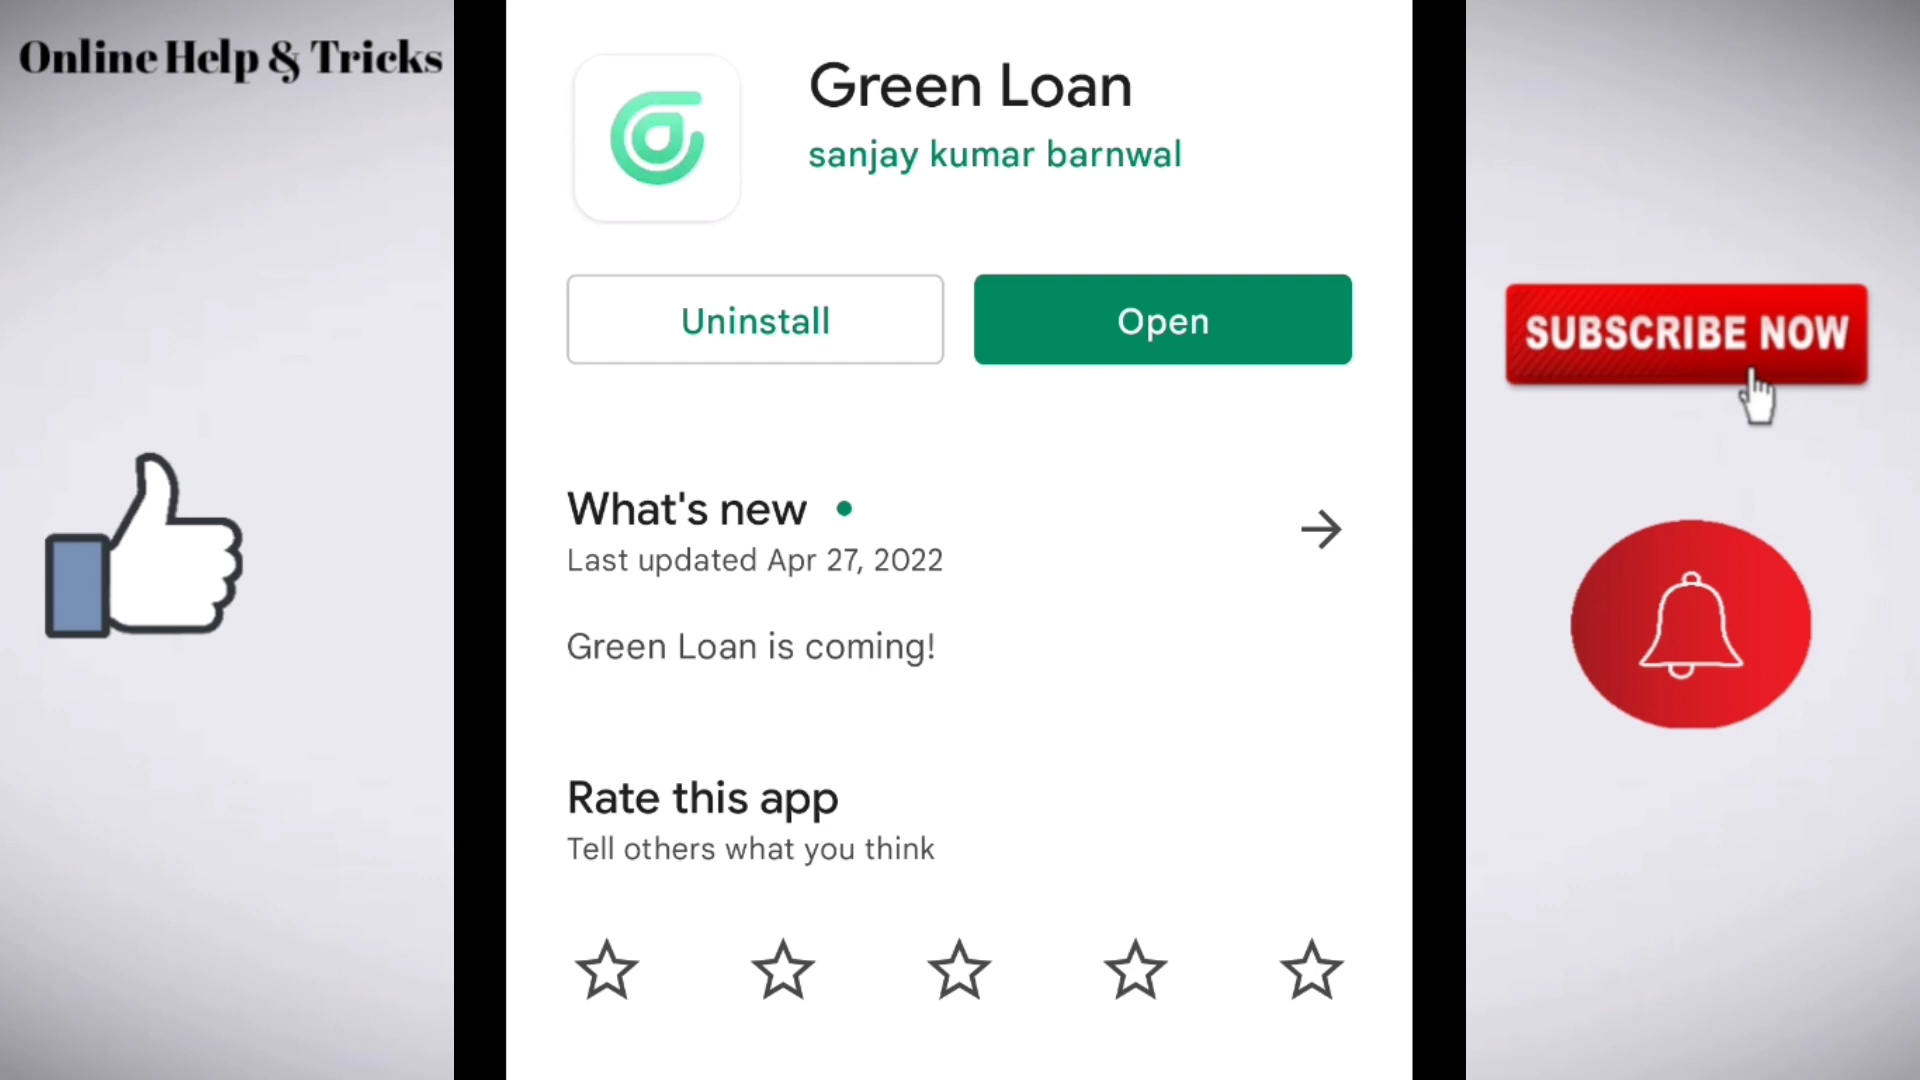 Online Help & Tricks
Green Loan
sanjay kumar barnwal
Uninstall
Open
What's new
Last updated Apr 27, 2022
Green Loan is coming!
Rate this app
Tell others what you think
SUBSCRIBE NOW